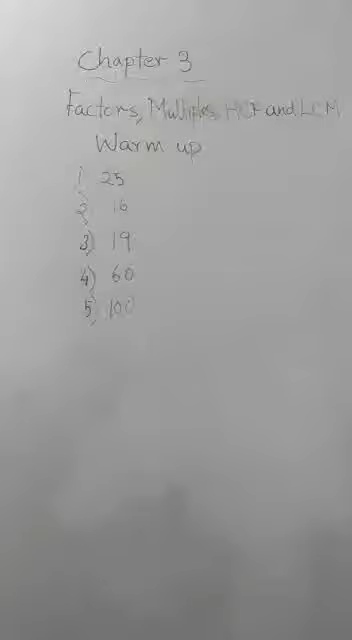 Chapter 3
Factors, Multiples, HCF and LCM
Warm up
1) 25
2) 16
3) 19
4) 60
5) 100